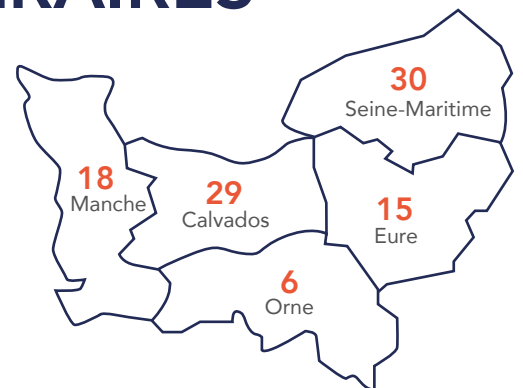 30
Seine-Maritime
18
Manche
29
Calvados
15
Eure
6
Orne